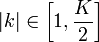 |k| ∈ [1, K/2]